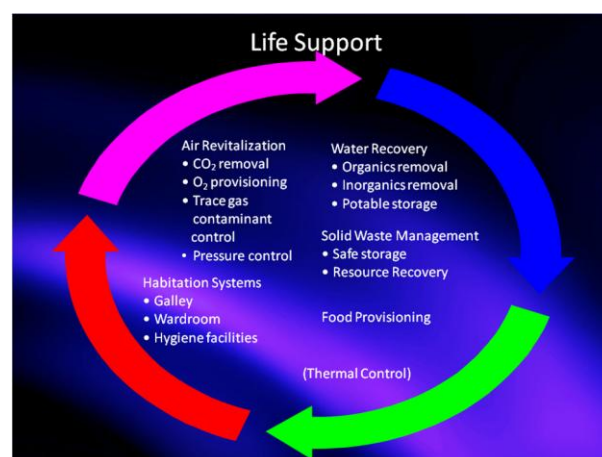 Life Support
Air Revitalization
• CO₂ removal
• O₂ provisioning
• Trace gas
contaminant
control
• Pressure control
Water Recovery
• Organics removal
• Inorganics removal
• Potable storage
Solid Waste Management
• Safe storage
• Resource Recovery
Habitation Systems
• Galley
• Wardroom
• Hygiene facilities
Food Provisioning
(Thermal Control)